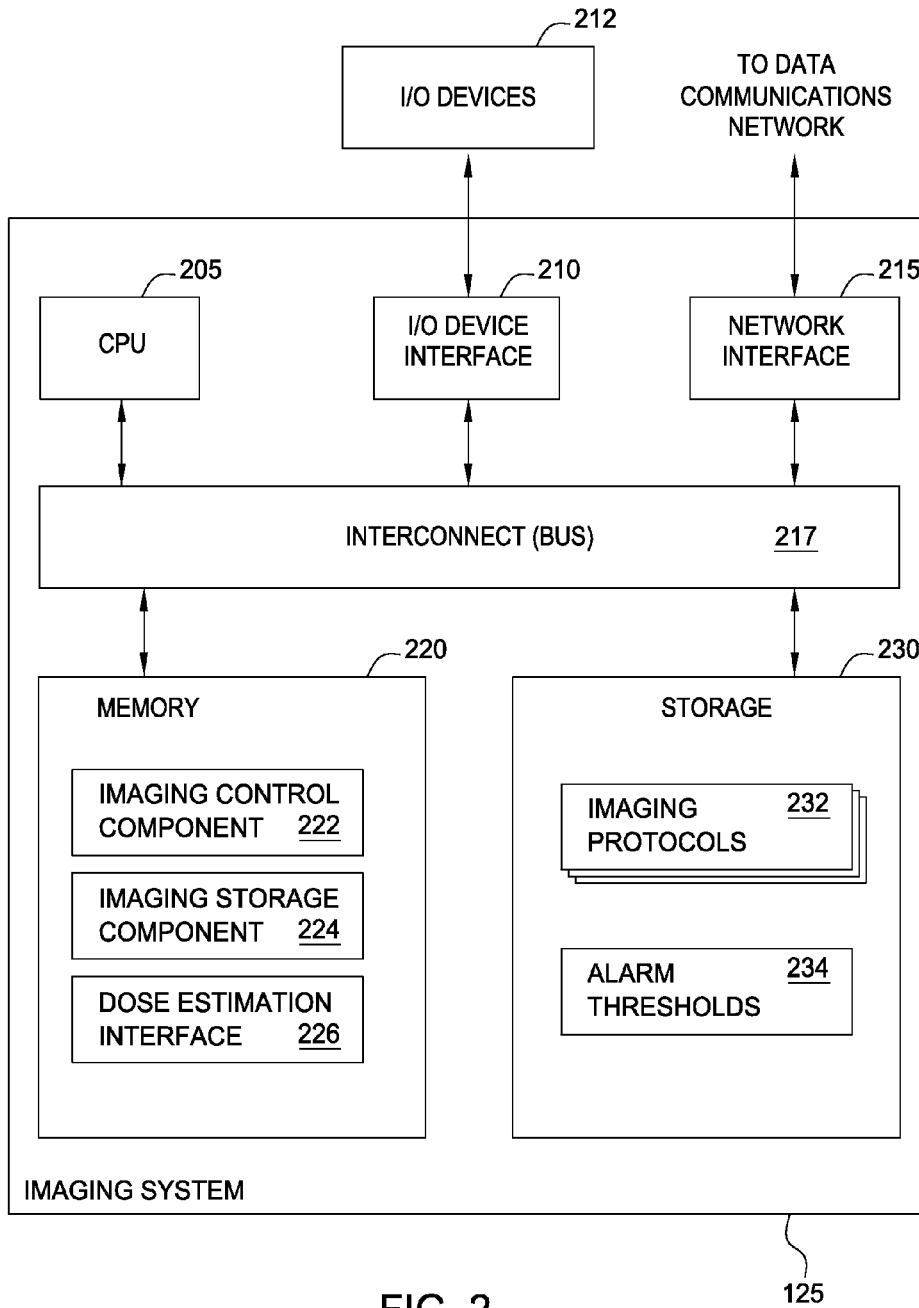 212
I/O DEVICES
TO DATA
COMMUNICATIONS
NETWORK
205
CPU
210
I/O DEVICE
INTERFACE
215
NETWORK
INTERFACE
INTERCONNECT (BUS) 217
220
MEMORY
IMAGING CONTROL
COMPONENT 222
IMAGING STORAGE
COMPONENT 224
DOSE ESTIMATION
INTERFACE 226
230
STORAGE
IMAGING 232
PROTOCOLS
ALARM 234
THRESHOLDS
IMAGING SYSTEM
125
FIG. 2